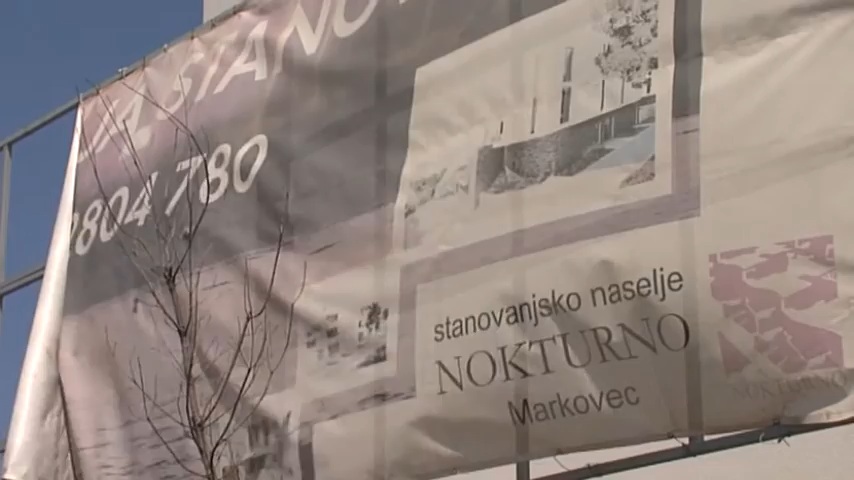 804 780
stanovanjsko naselje
NOKTURNO
Markovec
NOKTURNO